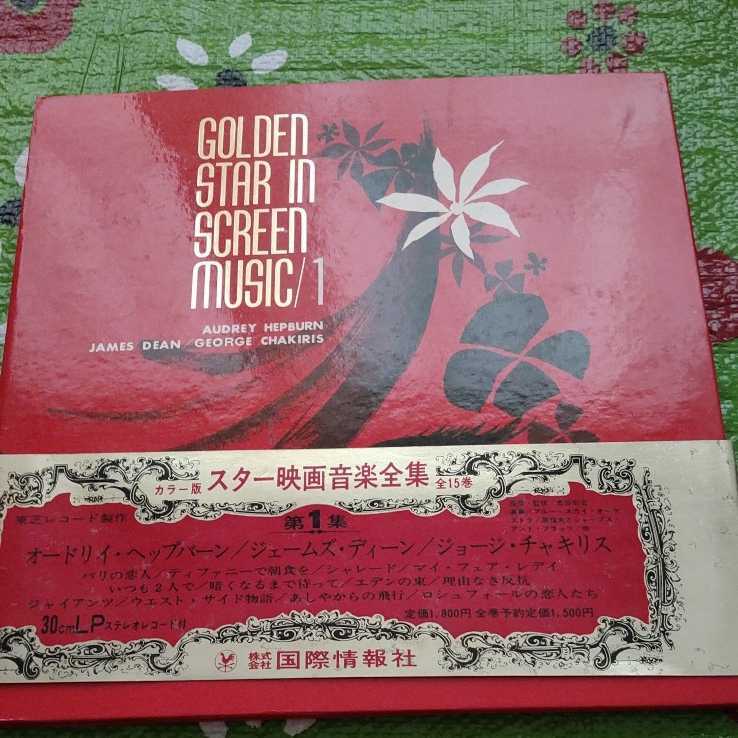 GOLDEN
STAR IN
SCREEN
MUSIC/1
AUDREY HEPBURN
JAMES DEAN/GEORGE CHAKIRIS
カラー版 スター映画音楽全集 全15巻
東芝レコード製作
第1集
オードリイ・ヘップバーン/ジェームズ・ディーン/ジョージ・チャキリス
パリの恋人/ティファニーで朝食を/シャレード/マイ・フェア・レディ
いつも2人で/暗くなるまで待って/エデンの東/理由なき反抗
ジャイアンツ/ウエスト・サイド物語/あしやからの飛行/ロシュフォールの恋人たち
30cmLPステレオレコード付
定価1,800円 全巻予約定価1,500円
株式会社 国際情報社